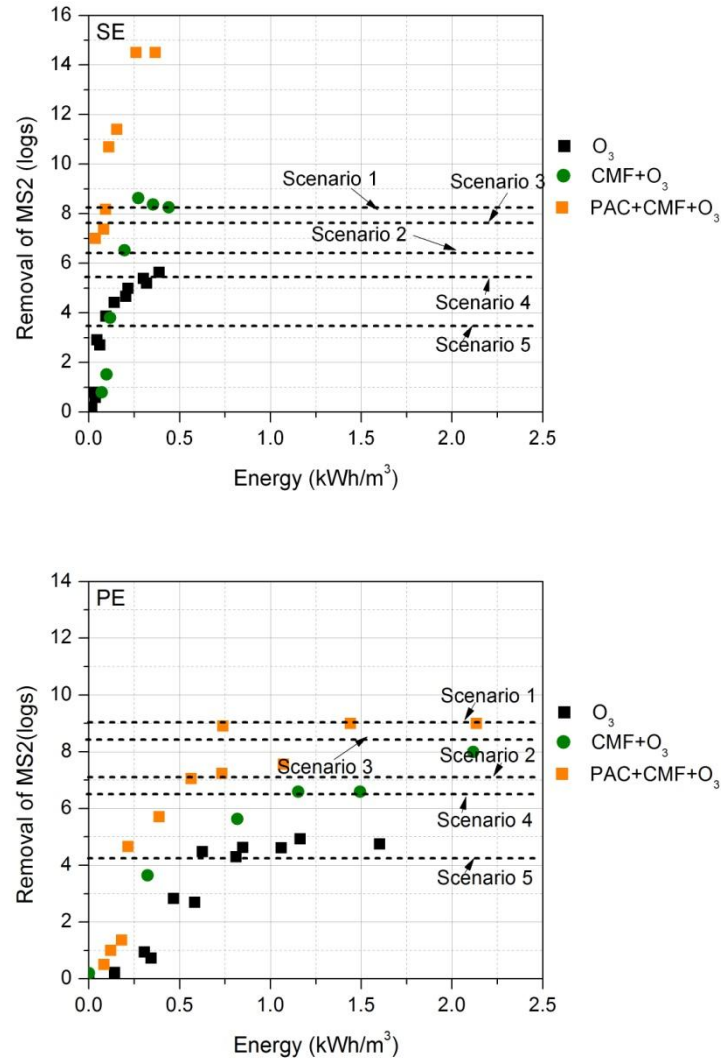 SE
16
14
12
10
8
6
4
2
0
Removal of MS2 (logs)
Scenario 1
Scenario 3
Scenario 2
Scenario 4
Scenario 5
0.0 0.5 1.0 1.5 2.0 2.5
Energy (kWh/m³)
O₃
CMF+O₃
PAC+CMF+O₃
PE
14
12
10
8
6
4
2
0
Removal of MS2(logs)
Scenario 1
Scenario 2
Scenario 3
Scenario 4
Scenario 5
0.0 0.5 1.0 1.5 2.0 2.5
Energy (kWh/m³)
O₃
CMF+O₃
PAC+CMF+O₃